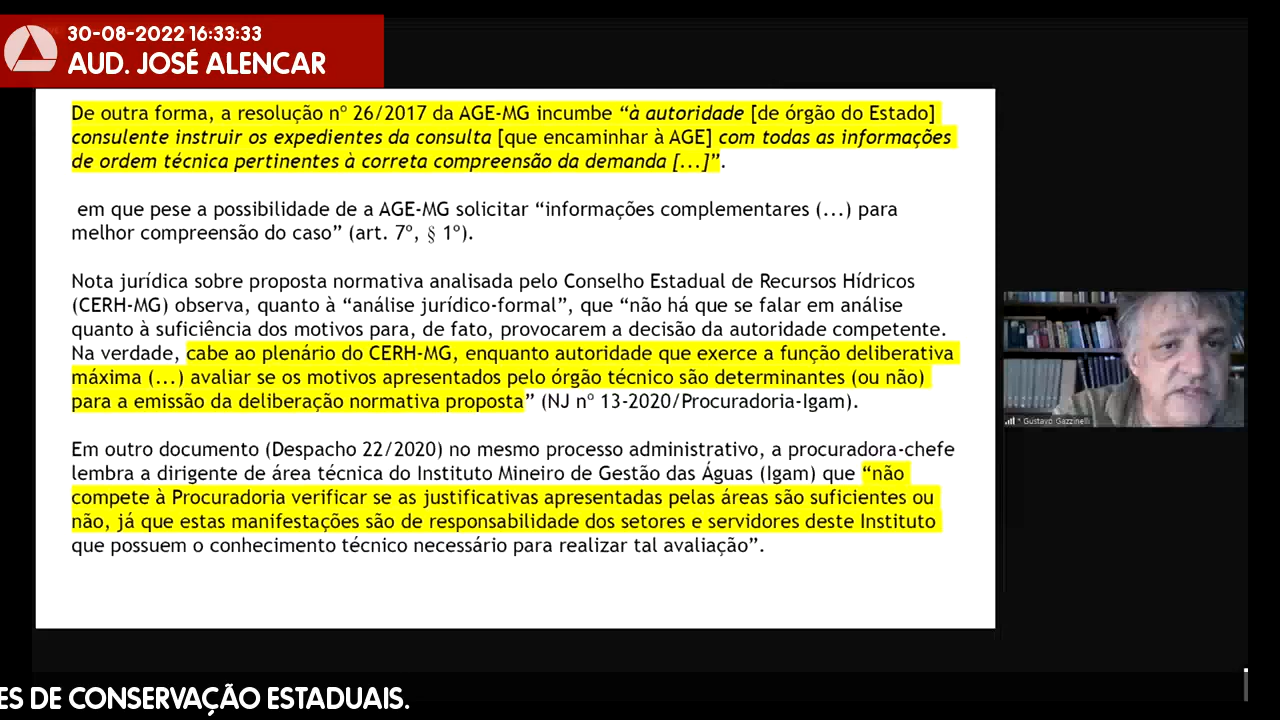 30-08-2022 16:33:33
AUD. JOSÉ ALENCAR
De outra forma, a resolução nº 26/2017 da AGE-MG incumbe “à autoridade [de órgão do Estado]
consulente instruir os expedientes da consulta [que encaminhar à AGE] com todas as informações
de ordem técnica pertinentes à correta compreensão da demanda [...]”.
em que pese a possibilidade de a AGE-MG solicitar “informações complementares (...) para
melhor compreensão do caso” (art. 7º, § 1º).
Nota jurídica sobre proposta normativa analisada pelo Conselho Estadual de Recursos Hídricos
(CERH-MG) observa, quanto à “análise jurídico-formal”, que “não há que se falar em análise
quanto à suficiência dos motivos para, de fato, provocarem a decisão da autoridade competente.
Na verdade, cabe ao plenário do CERH-MG, enquanto autoridade que exerce a função deliberativa
máxima (...) avaliar se os motivos apresentados pelo órgão técnico são determinantes (ou não)
para a emissão da deliberação normativa proposta” (NJ nº 13-2020/Procuradoria-Igam).
Em outro documento (Despacho 22/2020) no mesmo processo administrativo, a procuradora-chefe
lembra a dirigente de área técnica do Instituto Mineiro de Gestão das Águas (Igam) que “não
compete à Procuradoria verificar se as justificativas apresentadas pelas áreas são suficientes ou
não, já que estas manifestações são de responsabilidade dos setores e servidores deste Instituto
que possuem o conhecimento técnico necessário para realizar tal avaliação”.
Gustavo Gazzinelli
ES DE CONSERVAÇÃO ESTADUAIS.